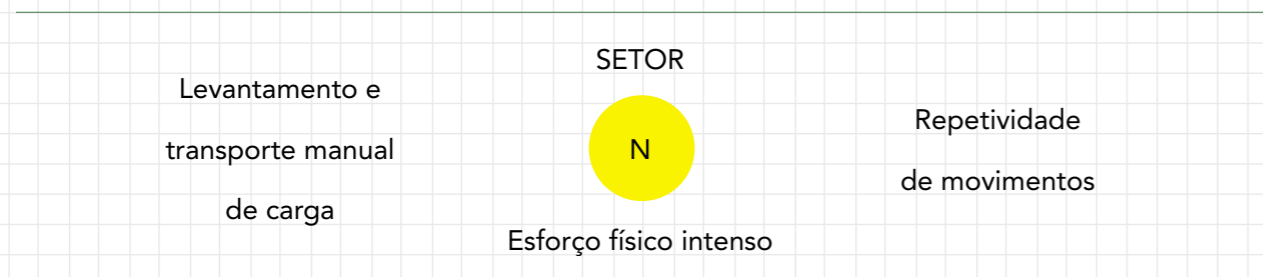 Levantamento e
transporte manual
de carga
SETOR
N
Esforço físico intenso
Repetividade
de movimentos